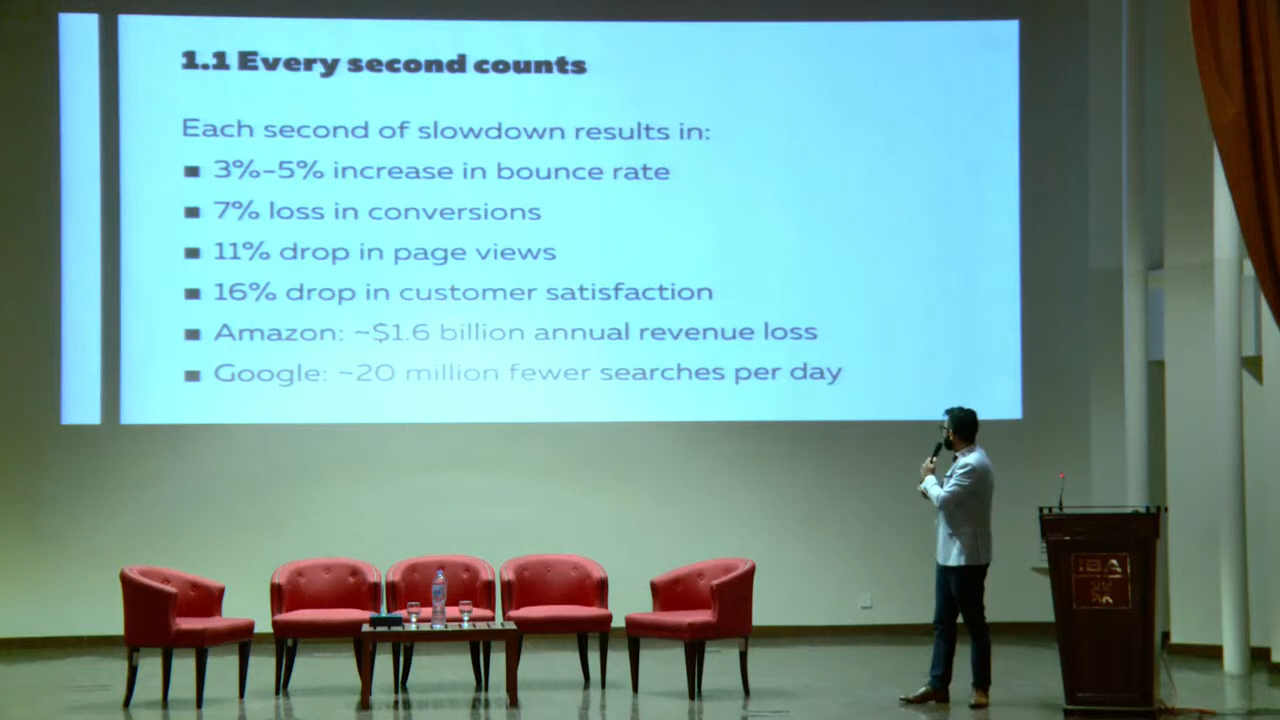 1.1 Every second counts
Each second of slowdown results in:
3%-5% increase in bounce rate
7% loss in conversions
11% drop in page views
16% drop in customer satisfaction
Amazon: ~$1.6 billion annual revenue loss
Google: ~20 million fewer searches per day
IBA